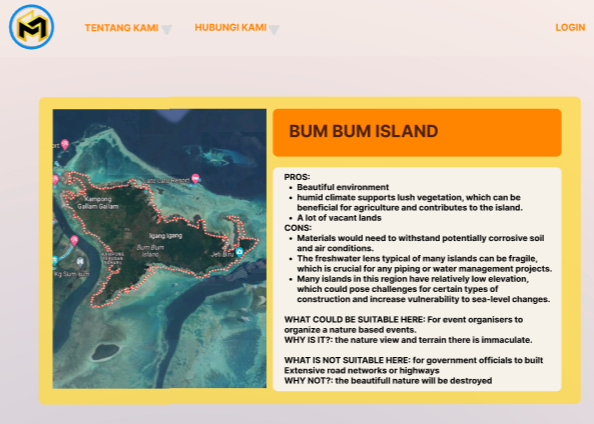 TENTANG KAMI
HUBUNGI KAMI
LOGIN
BUM BUM ISLAND
Kampong
Gallam Gallam
Igang Igang
Bum Bum
Island
Kg Sum sum
PROS:
• Beautiful environment
• humid climate supports lush vegetation, which can be
beneficial for agriculture and contributes to the island.
• A lot of vacant lands
CONS:
• Materials would need to withstand potentially corrosive soil
and air conditions.
• The freshwater lens typical of many islands can be fragile,
which is crucial for any piping or water management projects.
• Many islands in this region have relatively low elevation,
which could pose challenges for certain types of
construction and increase vulnerability to sea-level changes.
WHAT COULD BE SUITABLE HERE: For event organisers to
organize a nature based events.
WHY IS IT?: the nature view and terrain there is immaculate.
WHAT IS NOT SUITABLE HERE: for government officials to built
Extensive road networks or highways
WHY NOT?: the beautifull nature will be destroyed